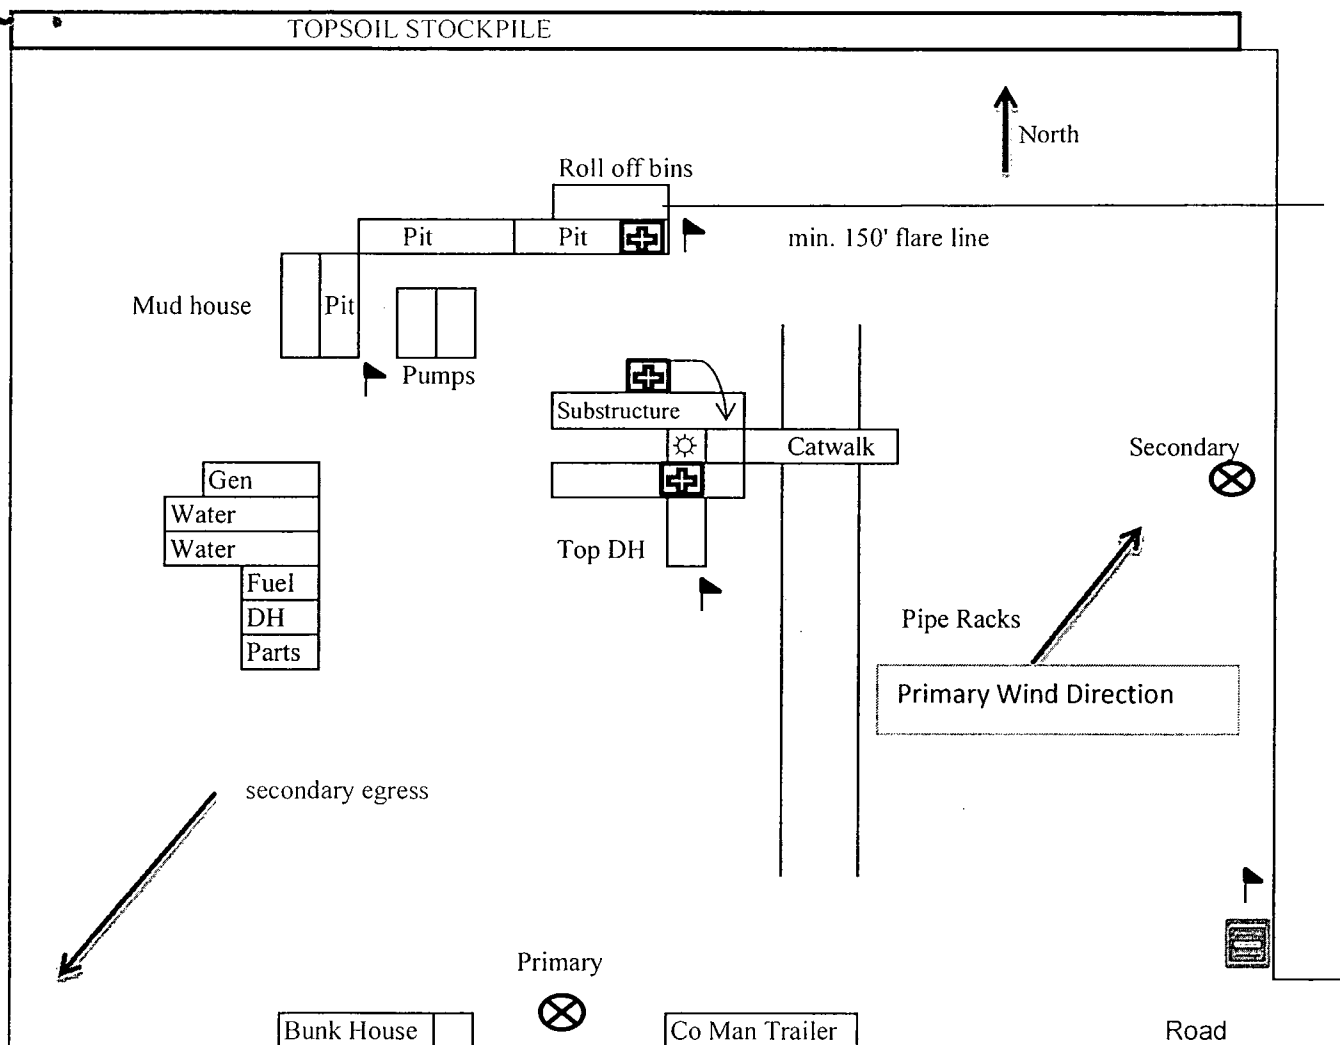 TOPSOIL STOCKPILE
North
Roll off bins
Pit
Pit
min. 150' flare line
Mud house
Pit
Pumps
Substructure
Catwalk
Secondary
Gen
Water
Water
Top DH
Fuel
DH
Pipe Racks
Parts
Primary Wind Direction
secondary egress
Primary
Bunk House
Co Man Trailer
Road